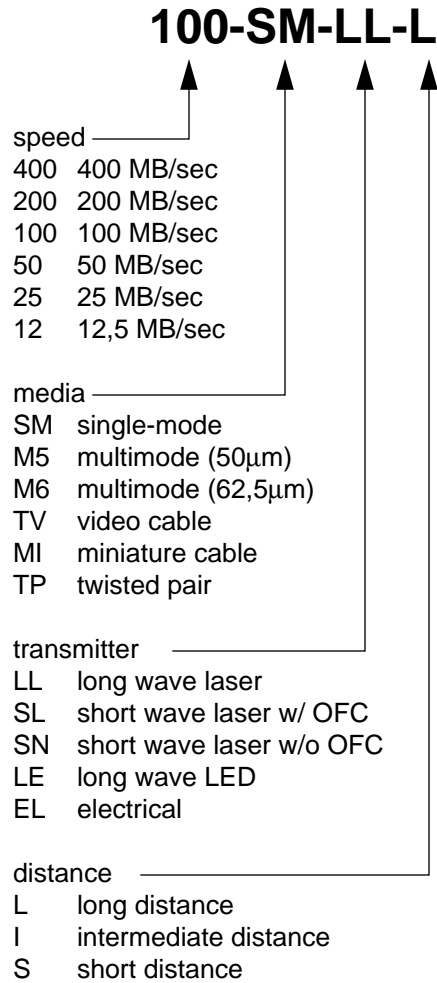 100-SM-LL-L
speed
400 400 MB/sec
200 200 MB/sec
100 100 MB/sec
50 50 MB/sec
25 25 MB/sec
12 12,5 MB/sec
media
SM single-mode
M5 multimode (50μm)
M6 multimode (62,5μm)
TV video cable
MI miniature cable
TP twisted pair
transmitter
LL long wave laser
SL short wave laser w/ OFC
SN short wave laser w/o OFC
LE long wave LED
EL electrical
distance
L long distance
I intermediate distance
S short distance